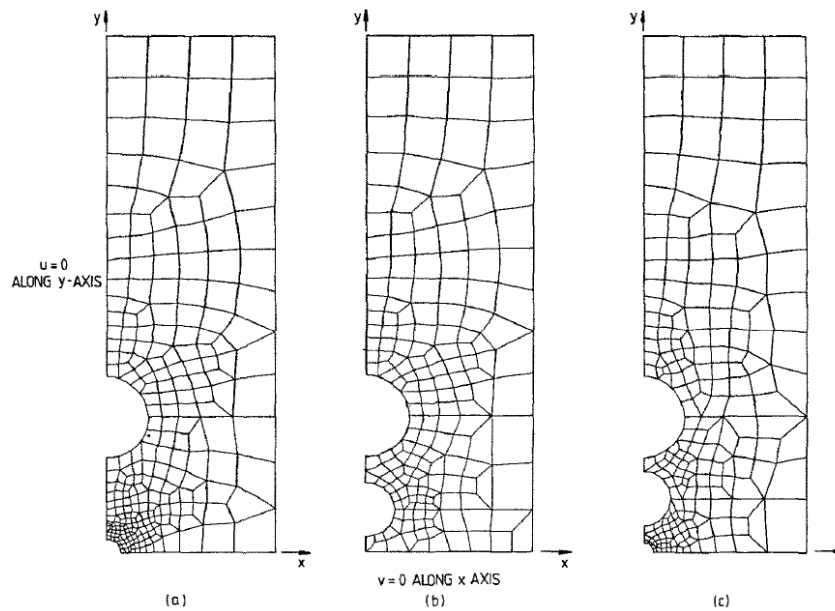 y
y
y
u = 0
ALONG y-AXIS
x
x
v = 0 ALONG x AXIS
(a)
(b)
(c)